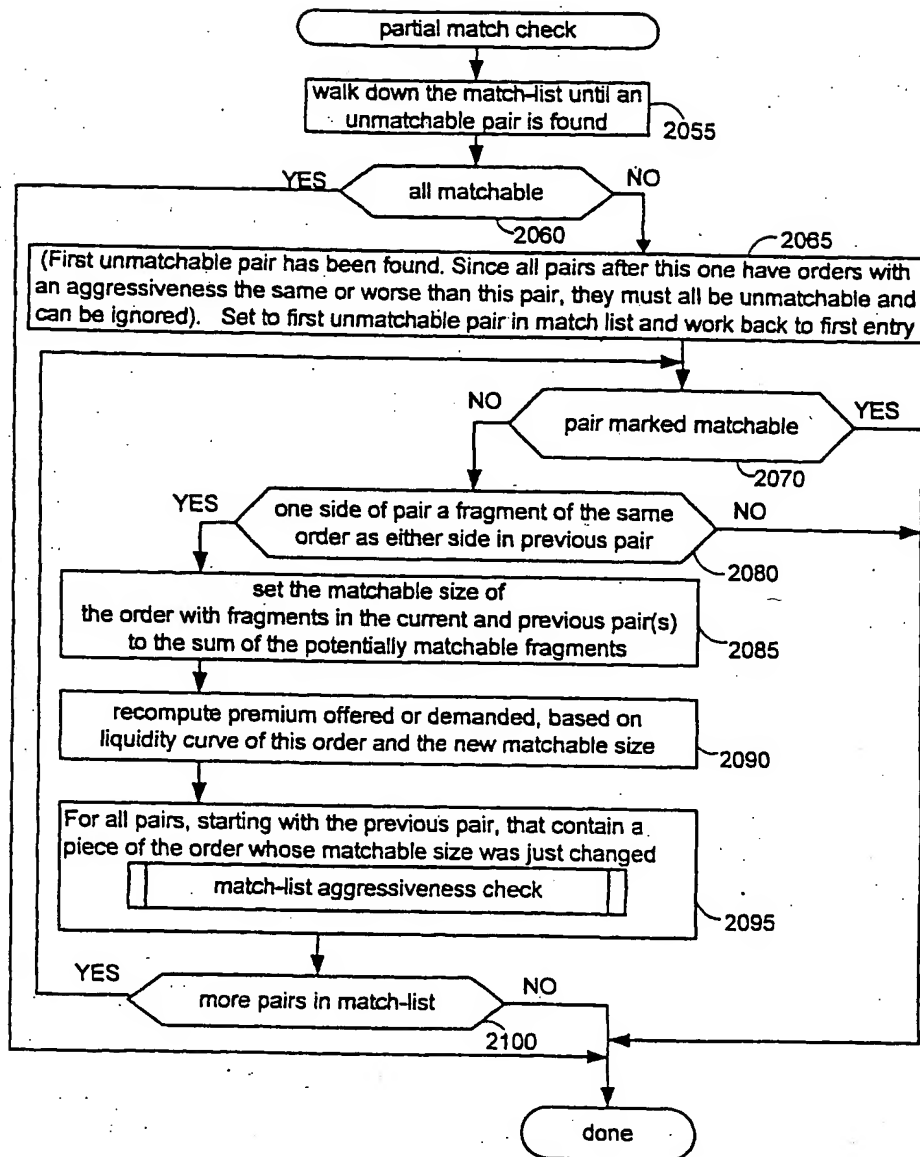 partial match check
walk down the match-list until an
unmatchable pair is found
2055
YES
all matchable
NO
2060
2065
(First unmatchable pair has been found. Since all pairs after this one have orders with
an aggressiveness the same or worse than this pair, they must all be unmatchable and
can be ignored). Set to first unmatchable pair in match list and work back to first entry
NO
pair marked matchable
YES
2070
YES
one side of pair a fragment of the same
order as either side in previous pair
NO
2080
set the matchable size of
the order with fragments in the current and previous pair(s)
to the sum of the potentially matchable fragments
2085
recompute premium offered or demanded, based on
liquidity curve of this order and the new matchable size
2090
For all pairs, starting with the previous pair, that contain a
piece of the order whose matchable size was just changed
match-list aggressiveness check
2095
YES
more pairs in match-list
NO
2100
done